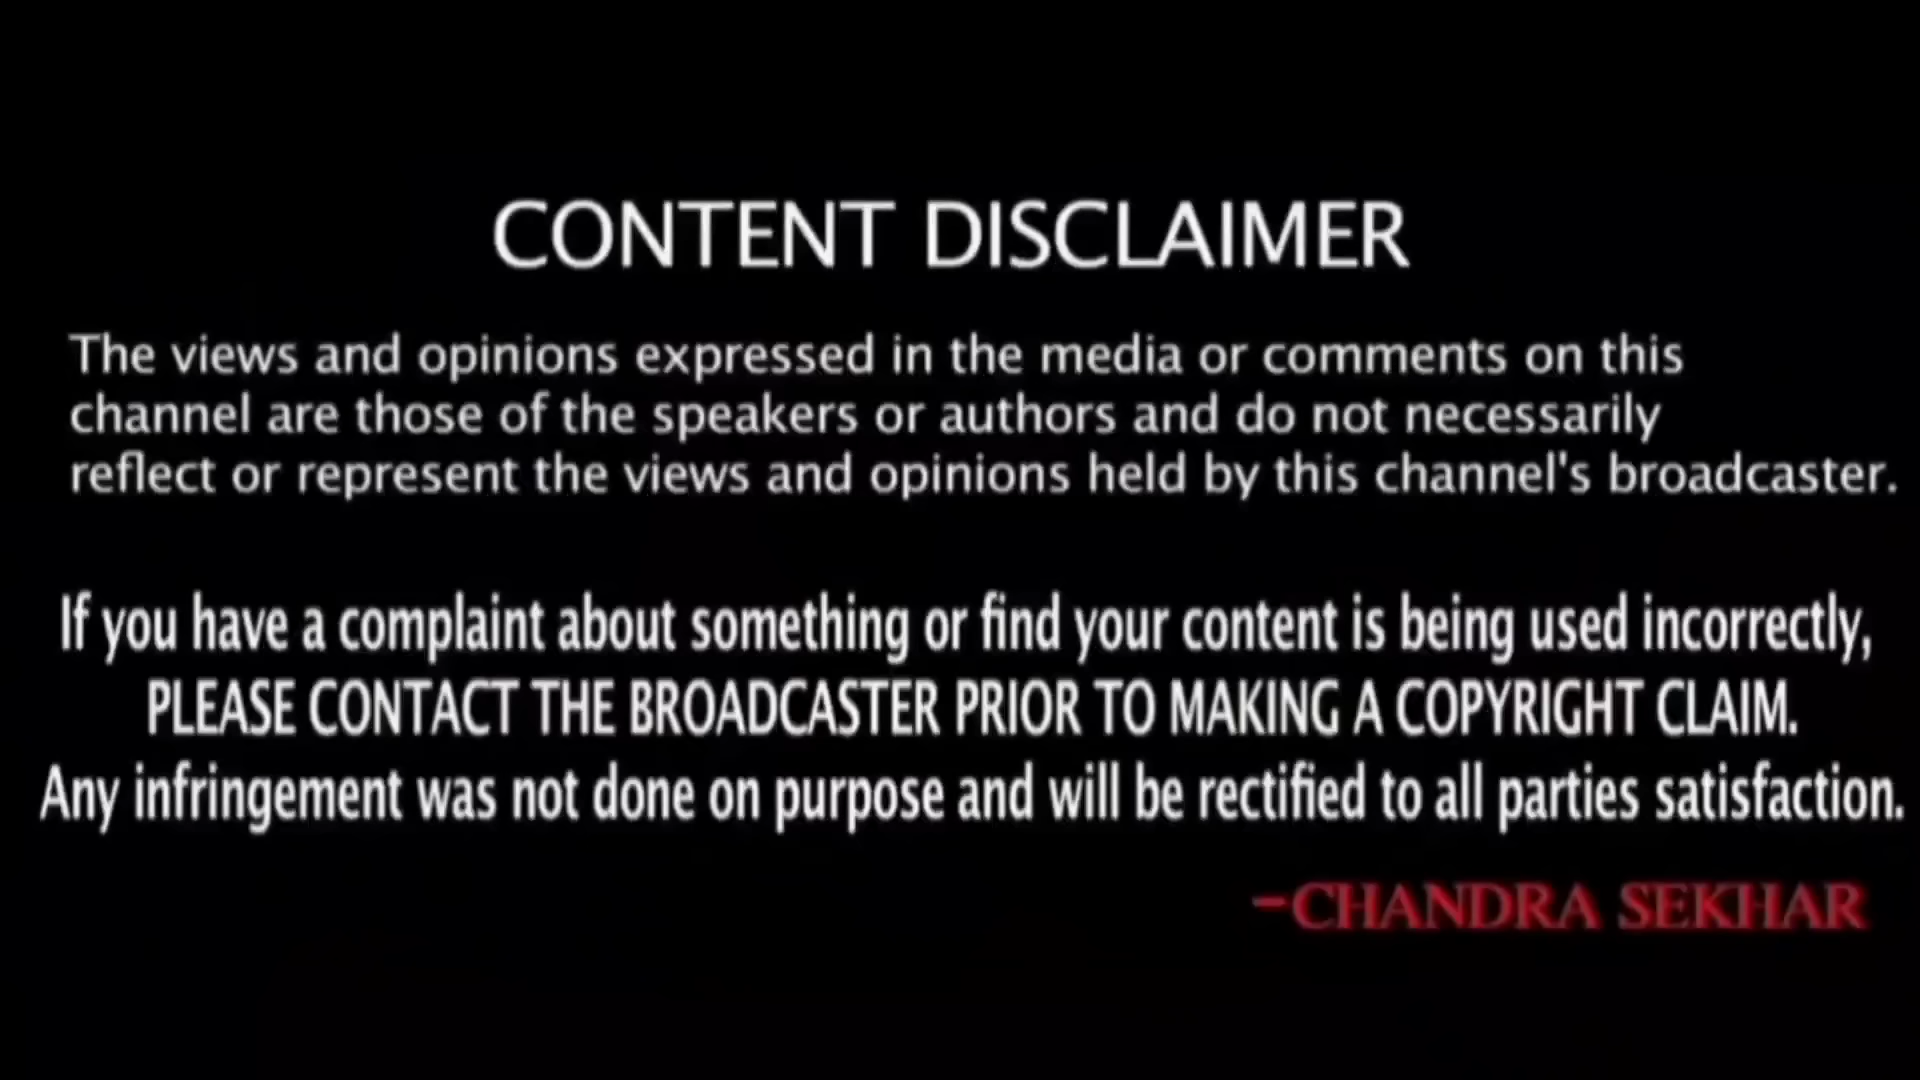 CONTENT DISCLAIMER
The views and opinions expressed in the media or comments on this
channel are those of the speakers or authors and do not necessarily
reflect or represent the views and opinions held by this channel's broadcaster.
If you have a complaint about something or find your content is being used incorrectly,
PLEASE CONTACT THE BROADCASTER PRIOR TO MAKING A COPYRIGHT CLAIM.
Any infringement was not done on purpose and will be rectified to all parties satisfaction.
-CHANDRA SEKHAR